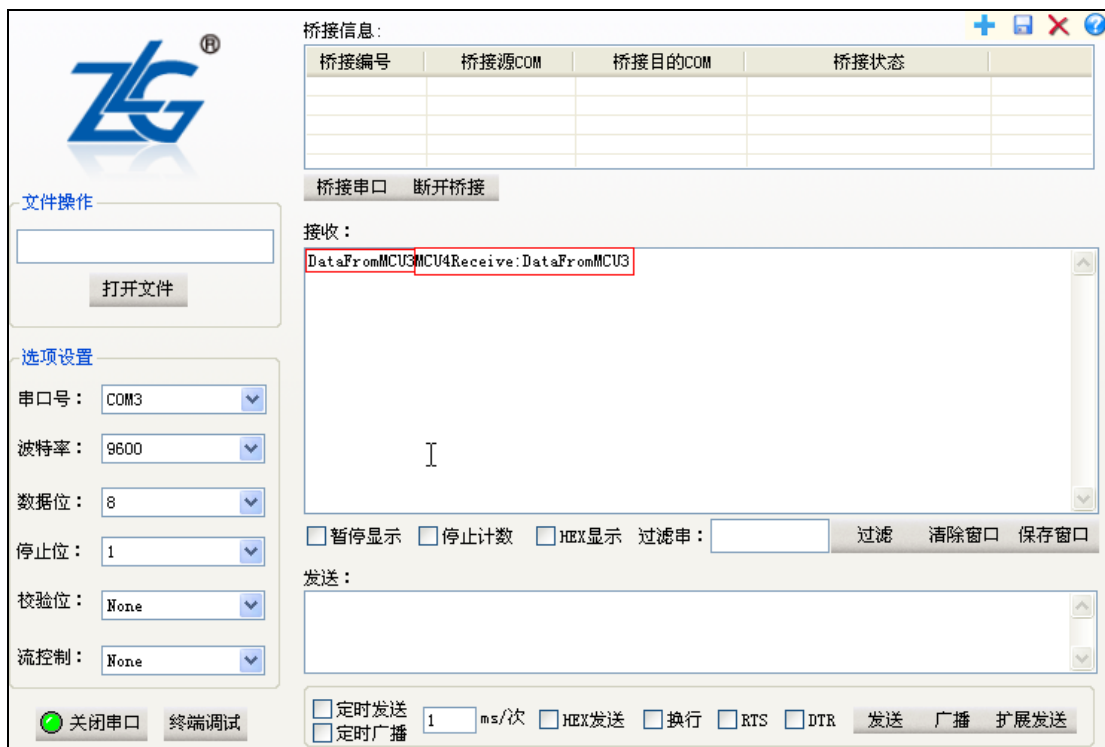 ZLG®
文件操作
打开文件
选项设置
串口号： COM3
波特率： 9600
数据位： 8
停止位： 1
校验位： None
流控制： None
关闭串口 终端调试
桥接信息:
桥接编号 桥接源COM 桥接目的COM 桥接状态
桥接串口 断开桥接
接收：
DataFromMCU3MCU4Receive:DataFromMCU3
暂停显示 停止计数 HEX显示 过滤串： 过滤 清除窗口 保存窗口
发送：
定时发送
定时广播
1 ms/次 HEX发送 换行 RTS DTR 发送 广播 扩展发送